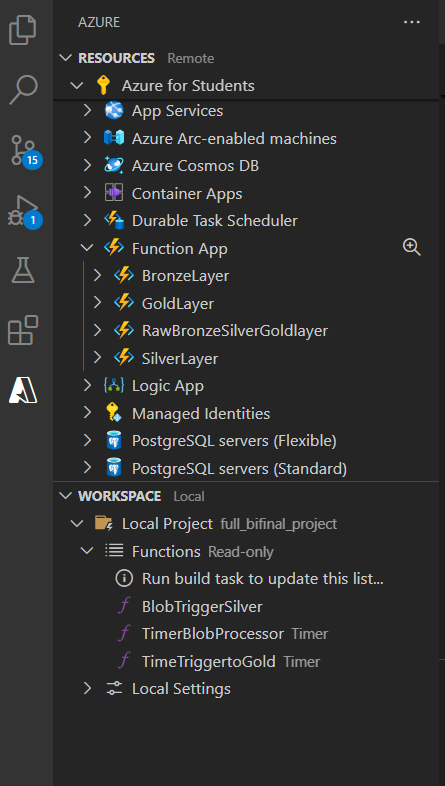 AZURE
RESOURCES Remote
Azure for Students
App Services
Azure Arc-enabled machines
Azure Cosmos DB
15
Container Apps
1
Durable Task Scheduler
Function App
BronzeLayer
GoldLayer
RawBronzeSilverGoldlayer
SilverLayer
Logic App
Managed Identities
PostgreSQL servers (Flexible)
PostgreSQL servers (Standard)
WORKSPACE Local
Local Project full_bifinal_project
Functions Read-only
Run build task to update this list...
BlobTriggerSilver
TimerBlobProcessor Timer
TimeTriggertoGold Timer
Local Settings